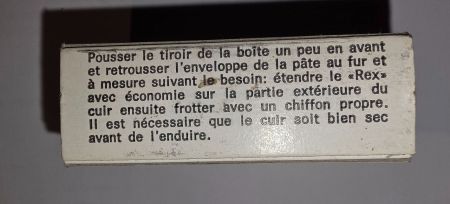 Pousser le tiroir de la boîte un peu en avant
et retrousser l'enveloppe de la pâte au fur et
à mesure suivant le besoin: étendre le «Rex»
avec économie sur la partie extérieure du
cuir ensuite frotter avec un chiffon propre.
Il est nécessaire que le cuir soit bien sec
avant de l'enduire.